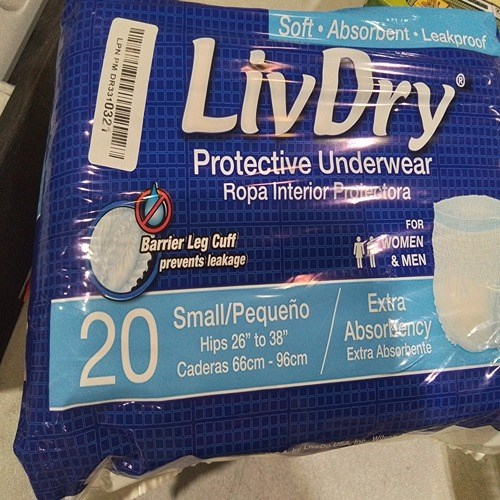 Soft • Absorbent • Leakproof
LPN PM DR3310321
LivDry®
Protective Underwear
Ropa Interior Protectora
FOR
WOMEN
& MEN
Barrier Leg Cuff
prevents leakage
20
Small/Pequeño
Hips 26" to 38"
Caderas 66cm - 96cm
Extra
Absorbency
Extra Absorbente